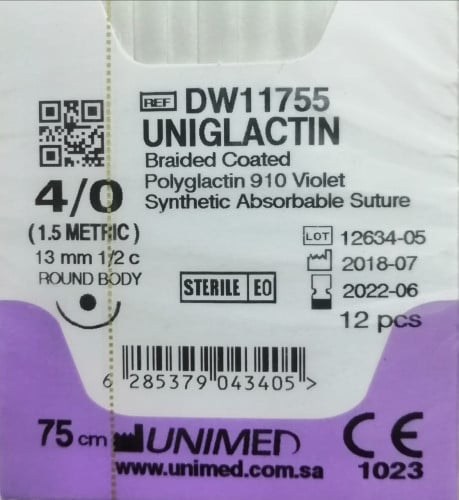 REF DW11755
UNIGLACTIN
Braided Coated
Polyglactin 910 Violet
Synthetic Absorbable Suture
4/0
(1.5 METRIC)
13 mm 1/2 c
ROUND BODY
LOT 12634-05
2018-07
2022-06
STERILE EO
12 pcs
6 285379 043405 >
75 cm UNIMED
www.unimed.com.sa
CE
1023